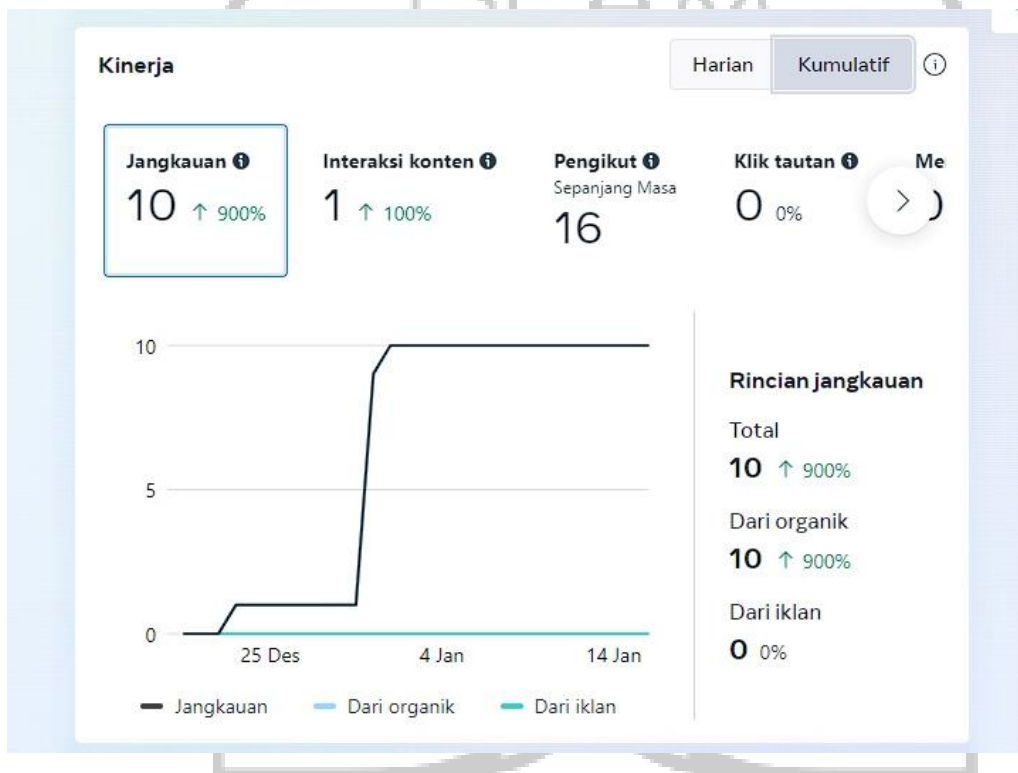 Kinerja
Harian Kumulatif
Jangkauan
10 ↑ 900%
Interaksi konten
1 ↑ 100%
Pengikut
Sepanjang Masa
16
Klik tautan
0 0%
Me
10
5
0
25 Des 4 Jan 14 Jan
Jangkauan Dari organik Dari iklan
Rincian jangkauan
Total
10 ↑ 900%
Dari organik
10 ↑ 900%
Dari iklan
0 0%